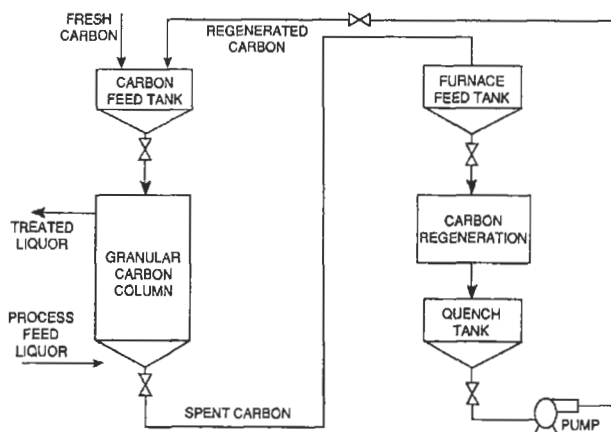 FRESH
CARBON
REGENERATED
CARBON
CARBON
FEED TANK
FURNACE
FEED TANK
TREATED
LIQUOR
GRANULAR
CARBON
COLUMN
CARBON
REGENERATION
PROCESS
FEED
LIQUOR
QUENCH
TANK
SPENT CARBON
PUMP